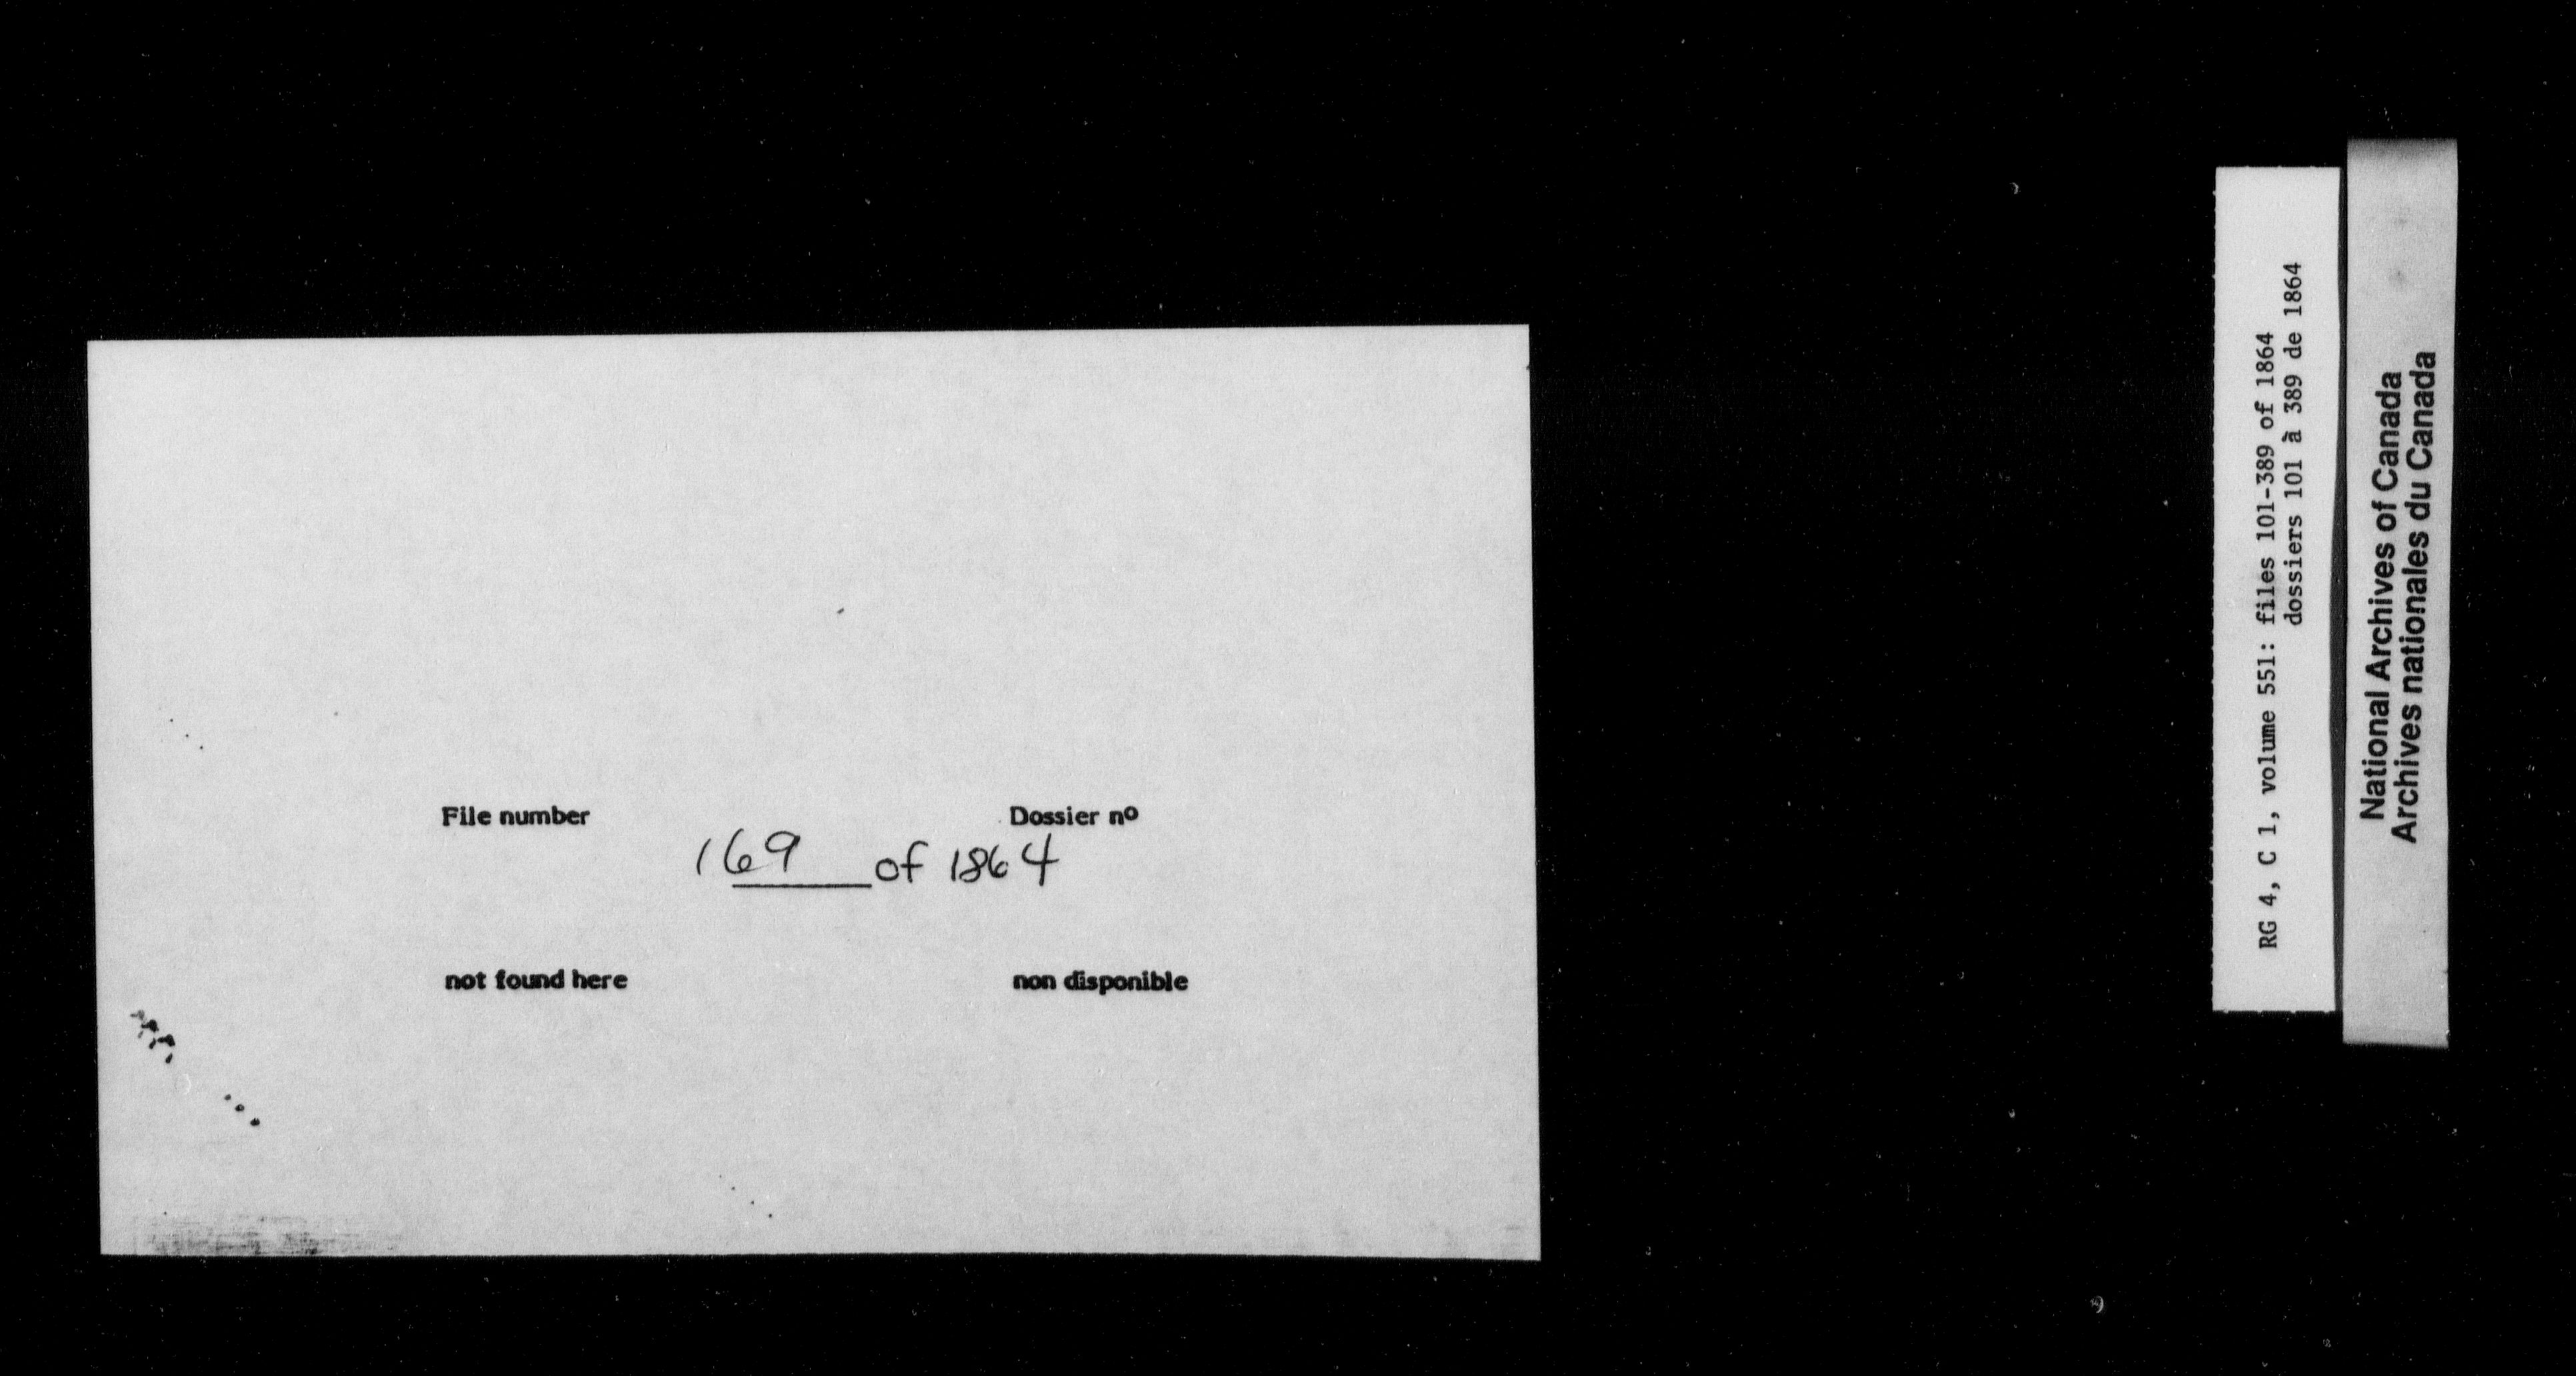 File number Dossier nº
169 of 1864
not found here non disponible
RG 4, C 1, volume 551: files 101-389 of 1864
dossiers 101 à 389 de 1864
National Archives of Canada
Archives nationales du Canada